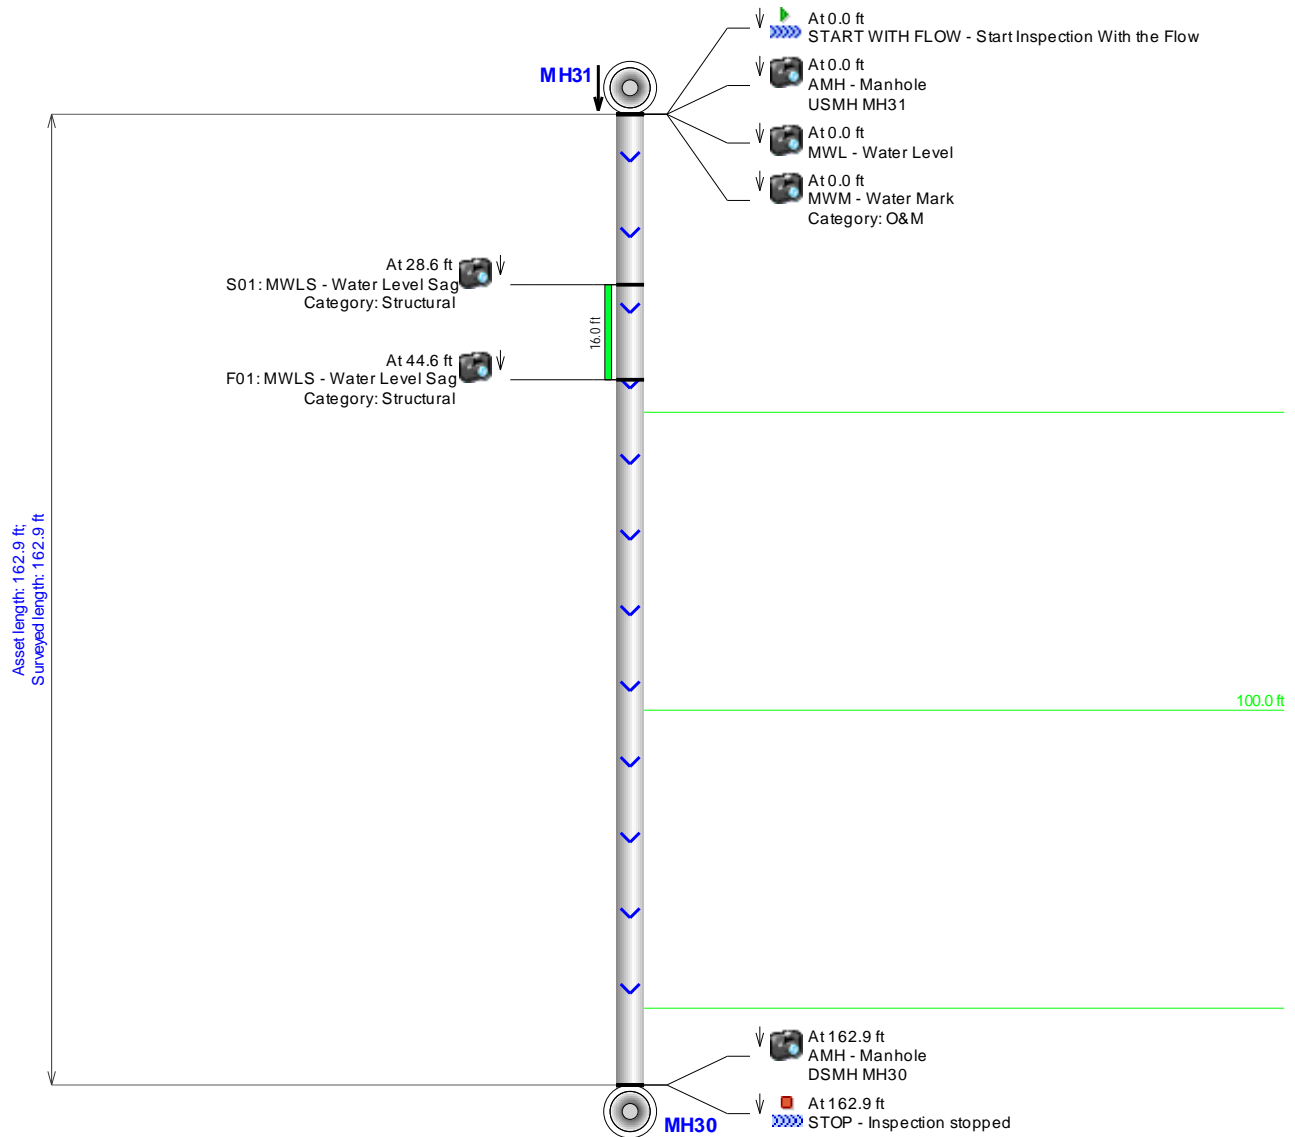 At 0.0 ft
START WITH FLOW - Start Inspection With the Flow
MH31
At 0.0 ft
AMH - Manhole
USMH MH31
At 0.0 ft
MWL - Water Level
At 0.0 ft
MWM - Water Mark
Category: O&M
At 28.6 ft
S01: MWLS - Water Level Sag
Category: Structural
16.0 ft
At 44.6 ft
F01: MWLS - Water Level Sag
Category: Structural
Asset length: 162.9 ft;
Surveyed length: 162.9 ft
100.0 ft
At 162.9 ft
AMH - Manhole
DSMH MH30
At 162.9 ft
STOP - Inspection stopped
MH30